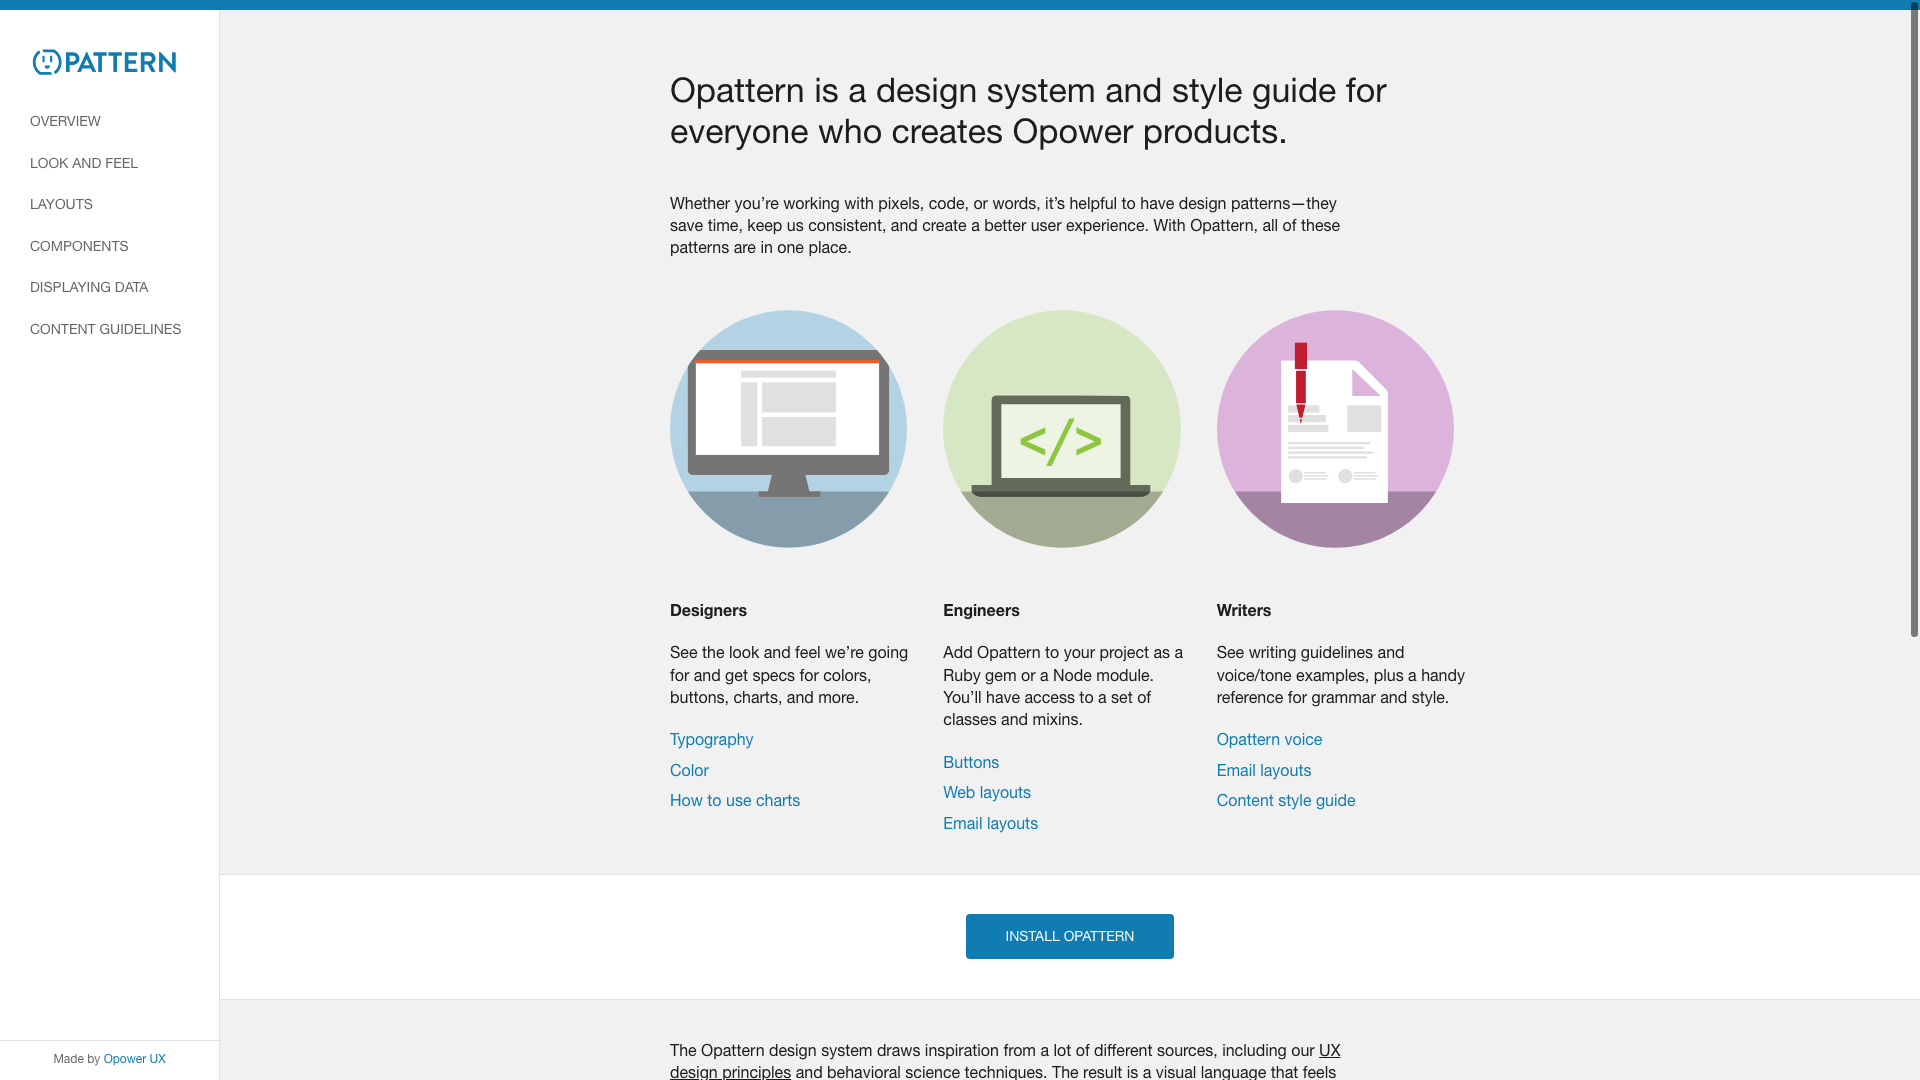 OPATTERN
OVERVIEW
LOOK AND FEEL
LAYOUTS
COMPONENTS
DISPLAYING DATA
CONTENT GUIDELINES
Made by Opower UX
Opattern is a design system and style guide for
everyone who creates Opower products.
Whether you’re working with pixels, code, or words, it’s helpful to have design patterns—they
save time, keep us consistent, and create a better user experience. With Opattern, all of these
patterns are in one place.
</>
Designers
See the look and feel we’re going
for and get specs for colors,
buttons, charts, and more.
Typography
Color
How to use charts
Engineers
Add Opattern to your project as a
Ruby gem or a Node module.
You’ll have access to a set of
classes and mixins.
Buttons
Web layouts
Email layouts
Writers
See writing guidelines and
voice/tone examples, plus a handy
reference for grammar and style.
Opattern voice
Email layouts
Content style guide
INSTALL OPATTERN
The Opattern design system draws inspiration from a lot of different sources, including our UX
design principles and behavioral science techniques. The result is a visual language that feels